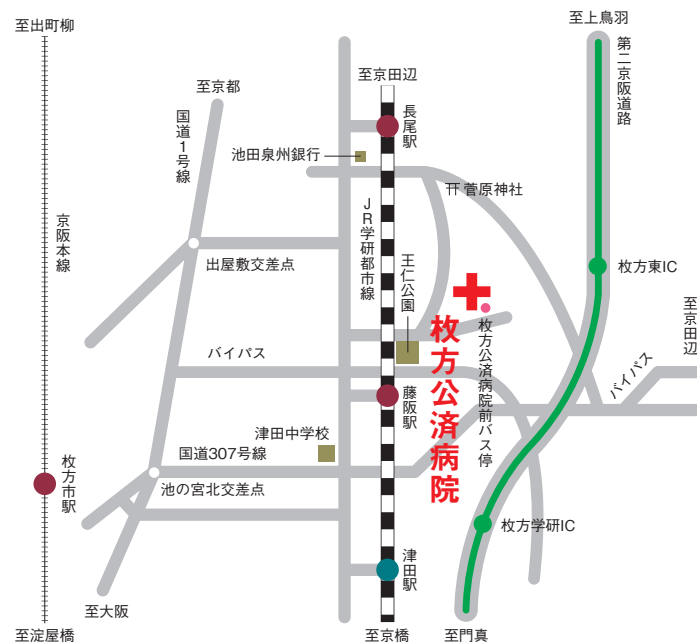 至出町柳
至上鳥羽
第二京阪道路
至京都
至京田辺
国道1号線
長尾駅
池田泉州銀行
菅原神社
JR学研都市線
京阪本線
王仁公園
出屋敷交差点
枚方東IC
至京田辺
枚方公済病院
枚方公済病院前バス停
バイパス
バイパス
藤阪駅
津田中学校
国道307号線
枚方市駅
池の宮北交差点
枚方学研IC
津田駅
至大阪
至淀屋橋
至京橋
至門真